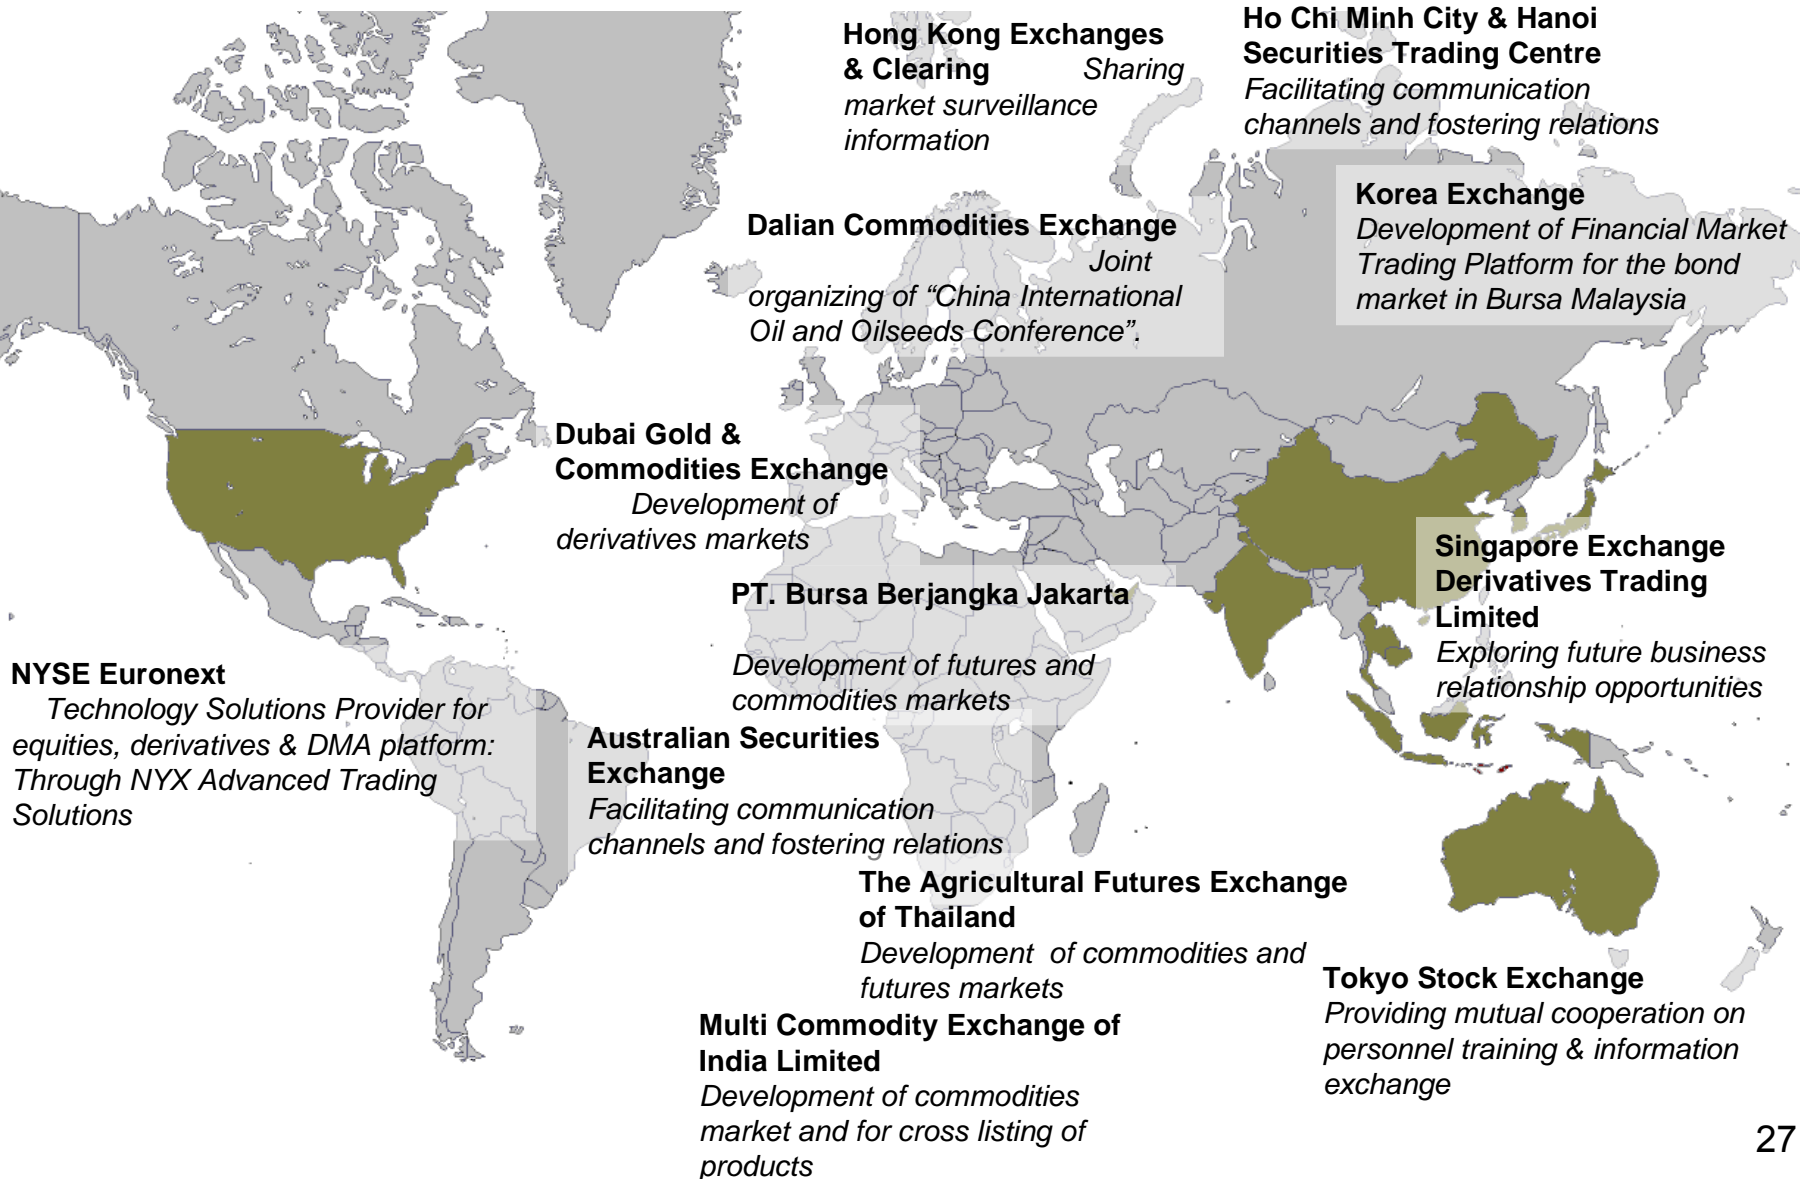 Hong Kong Exchanges
& Clearing Sharing
market surveillance
information
Ho Chi Minh City & Hanoi
Securities Trading Centre
Facilitating communication
channels and fostering relations
Korea Exchange
Development of Financial Market
Trading Platform for the bond
market in Bursa Malaysia
Dalian Commodities Exchange
Joint
organizing of “China International
Oil and Oilseeds Conference”.
Dubai Gold &
Commodities Exchange
Development of
derivatives markets
Singapore Exchange
Derivatives Trading
Limited
Exploring future business
relationship opportunities
PT. Bursa Berjangka Jakarta
Development of futures and
commodities markets
NYSE Euronext
Technology Solutions Provider for
equities, derivatives & DMA platform:
Through NYX Advanced Trading
Solutions
Australian Securities
Exchange
Facilitating communication
channels and fostering relations
The Agricultural Futures Exchange
of Thailand
Development of commodities and
futures markets
Tokyo Stock Exchange
Providing mutual cooperation on
personnel training & information
exchange
Multi Commodity Exchange of
India Limited
Development of commodities
market and for cross listing of
products
27